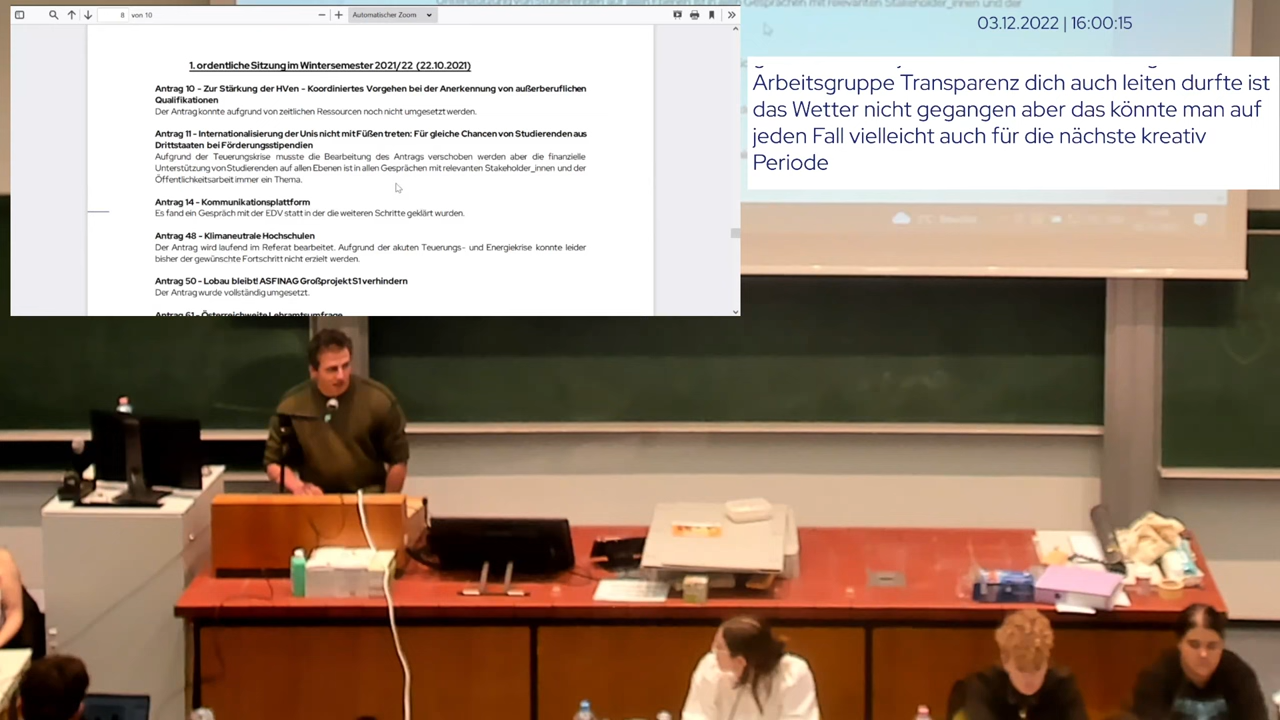 8 von 10
Automatischer Zoom
1. ordentliche Sitzung im Wintersemester 2021/22 (22.10.2021)
Antrag 10 - Zur Stärkung der HVen - Koordiniertes Vorgehen bei der Anerkennung von außerberuflichen
Qualifikationen
Der Antrag konnte aufgrund von zeitlichen Ressourcen noch nicht umgesetzt werden.
Antrag 11 - Internationalisierung der Unis nicht mit Füßen treten: Für gleiche Chancen von Studierenden aus
Drittstaaten bei Förderungsstipendien
Aufgrund der Teuerungskrise musste die Bearbeitung des Antrags verschoben werden aber die finanzielle
Unterstützung von Studierenden auf allen Ebenen ist in allen Gesprächen mit relevanten Stakeholder_innen und der
Öffentlichkeitsarbeit immer ein Thema.
Antrag 14 - Kommunikationsplattform
Es fand ein Gespräch mit der EDV statt in der die weiteren Schritte geklärt wurden.
Antrag 48 - Klimaneutrale Hochschulen
Der Antrag wird laufend im Referat bearbeitet. Aufgrund der akuten Teuerungs- und Energiekrise konnte leider
bisher der gewünschte Fortschritt nicht erzielt werden.
Antrag 50 - Lobau bleibt! ASFINAG Großprojekt S1 verhindern
Der Antrag wurde vollständig umgesetzt.
Antrag 61 - Österreichweite Lehramtsumfrage
03.12.2022 | 16:00:15
Arbeitsgruppe Transparenz dich auch leiten durfte ist
das Wetter nicht gegangen aber das könnte man auf
jeden Fall vielleicht auch für die nächste kreativ
Periode